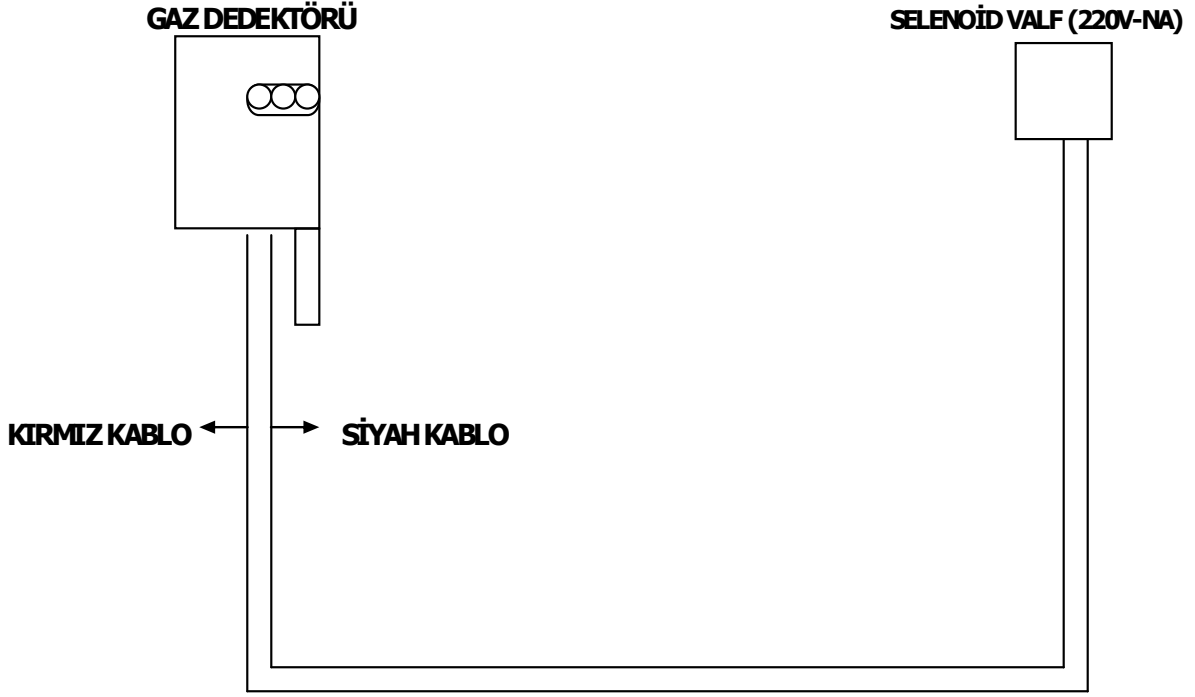 GAZ DEDEKTÖRÜ
SELENOİD VALF (220V-NA)
KIRMIZ KABLO
SİYAH KABLO